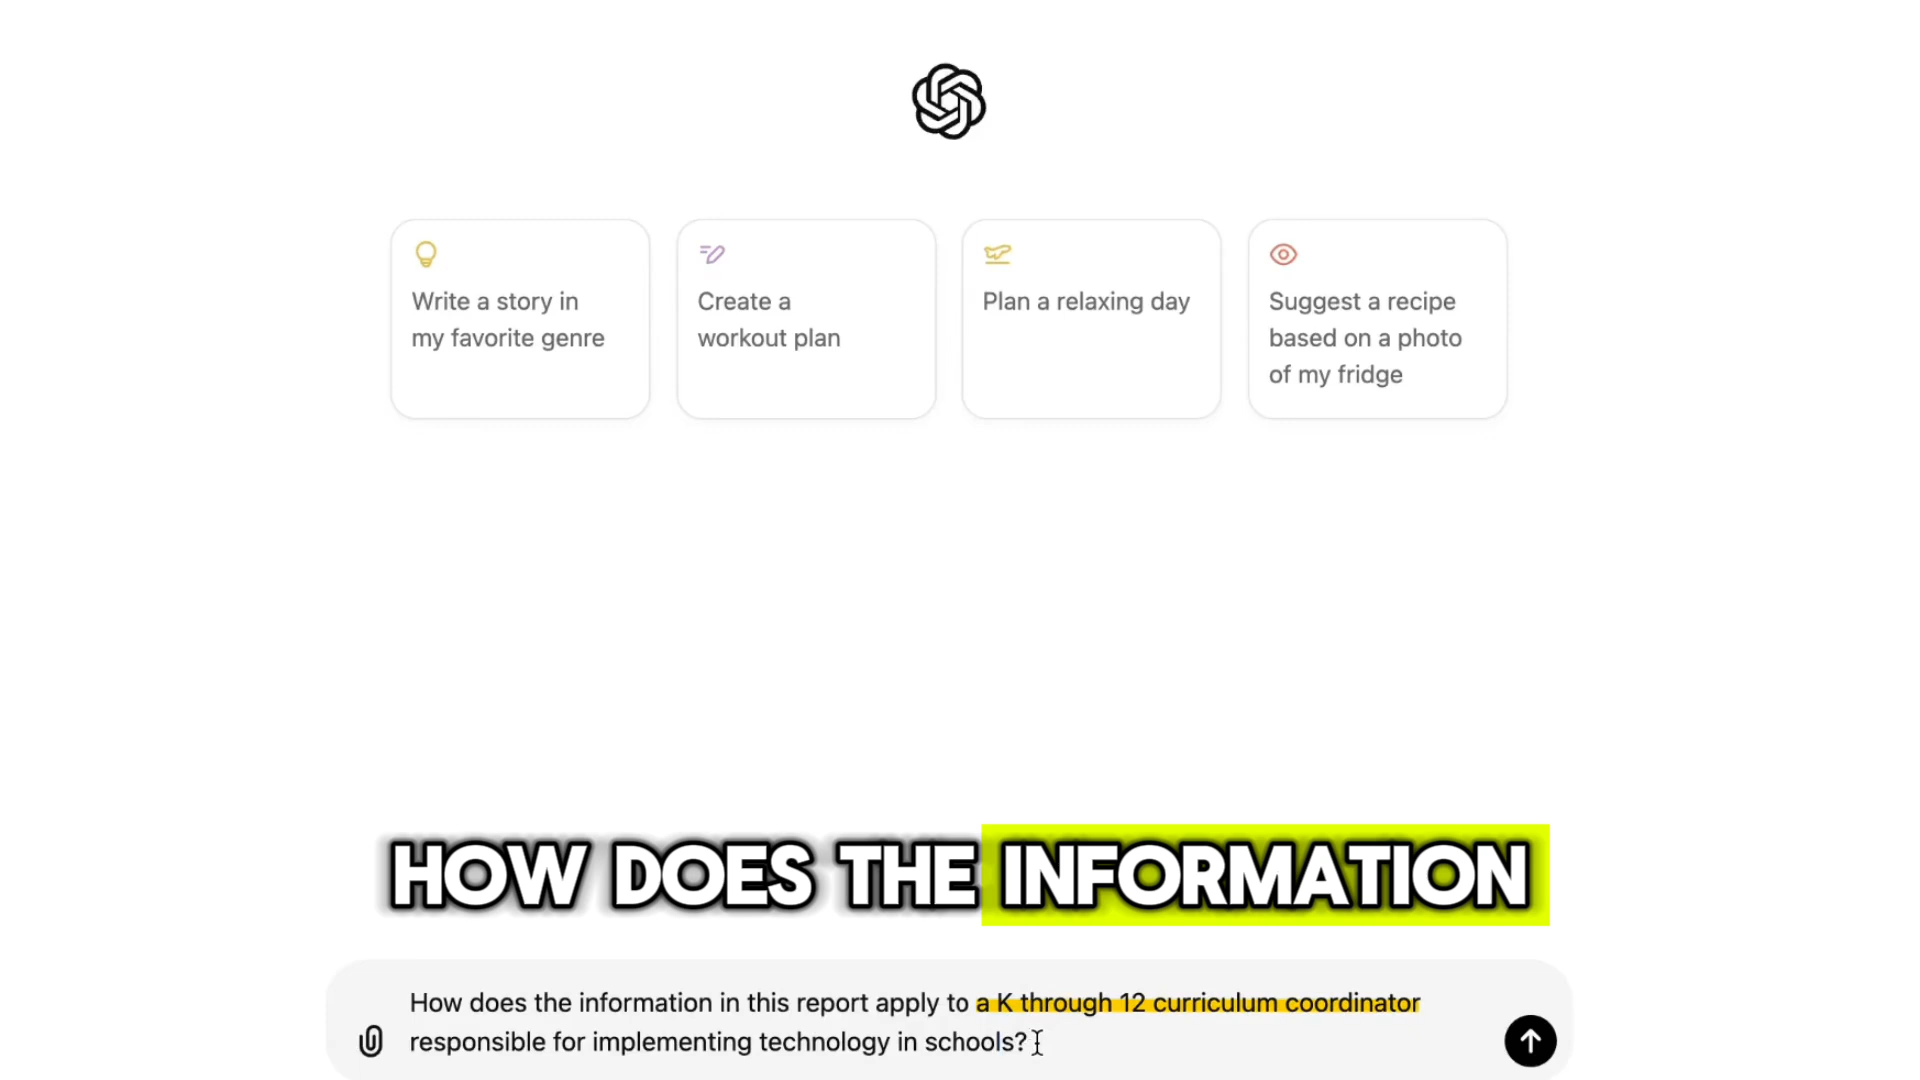 Write a story in
my favorite genre
Create a
workout plan
Plan a relaxing day
Suggest a recipe
based on a photo
of my fridge
HOW DOES THE INFORMATION
How does the information in this report apply to a K through 12 curriculum coordinator
responsible for implementing technology in schools?